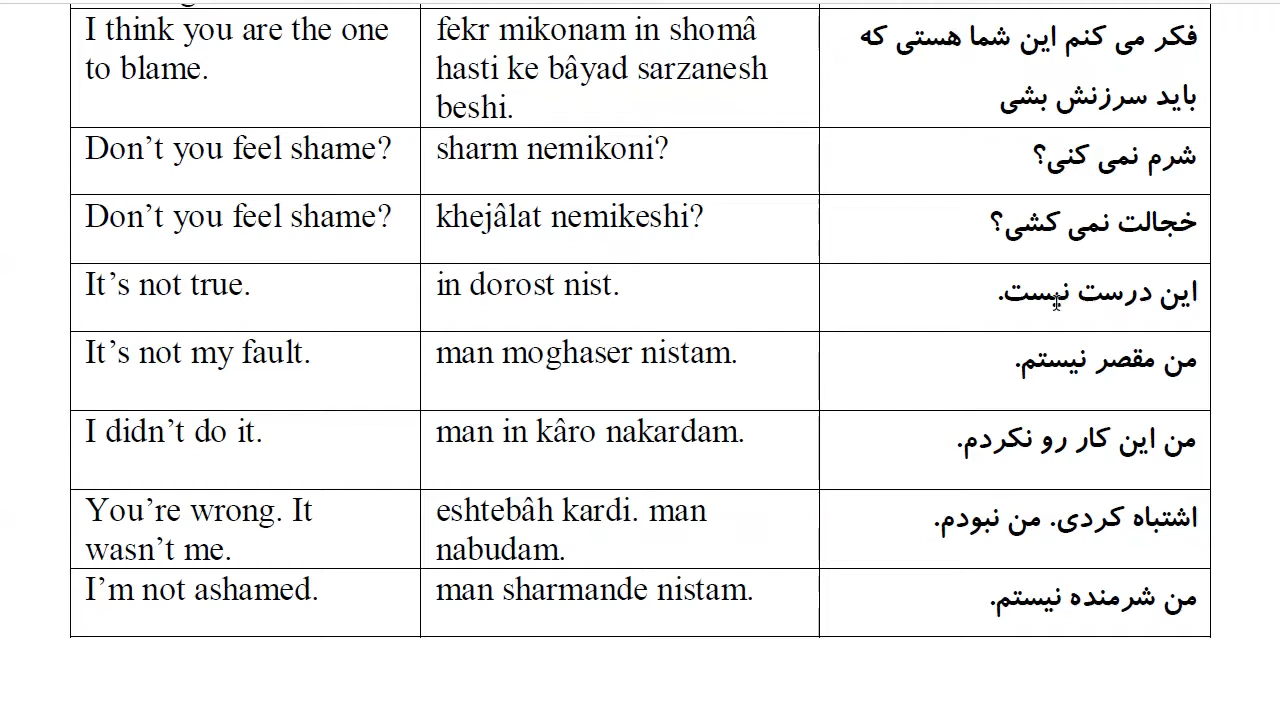 I think you are the one
to blame.
fekr mikonam in shomâ
hasti ke bâyad sarzanesh
beshi.
فکر می کنم این شما هستی که
باید سرزنش بشی
Don’t you feel shame?
sharm nemikoni?
شرم نمی کنی؟
Don’t you feel shame?
khejâlat nemikeshi?
خجالت نمی کشی؟
It’s not true.
in dorost nist.
این درست نیست.
It’s not my fault.
man moghaser nistam.
من مقصر نیستم.
I didn’t do it.
man in kâro nakardam.
من این کار رو نکردم.
You’re wrong. It
wasn’t me.
eshtebâh kardi. man
nabudam.
اشتباه کردی. من نبودم.
I’m not ashamed.
man sharmande nistam.
من شرمنده نیستم.